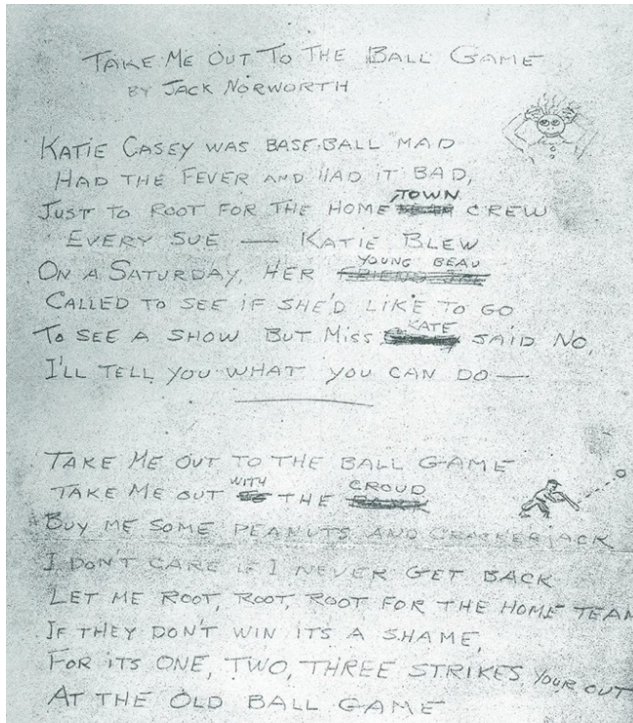 TAKE ME OUT TO THE BALL GAME
BY JACK NORWORTH
KATIE CASEY WAS BASE BALL MAD
HAD THE FEVER AND HAD IT BAD,
JUST TO ROOT FOR THE HOME TOWN CREW
EVERY SUE — KATIE BLEW
ON A SATURDAY, HER YOUNG BEAU
CALLED TO SEE IF SHE'D LIKE TO GO
TO SEE A SHOW BUT MISS KATE SAID NO,
I'LL TELL YOU WHAT YOU CAN DO —
TAKE ME OUT TO THE BALL GAME
TAKE ME OUT WITH THE CROUD
BUY ME SOME PEANUTS AND CRACKERJACK
I DON'T CARE IF I NEVER GET BACK
LET ME ROOT, ROOT, ROOT FOR THE HOME TEAM
IF THEY DON'T WIN ITS A SHAME,
FOR ITS ONE, TWO, THREE STRIKES YOUR OUT
AT THE OLD BALL GAME